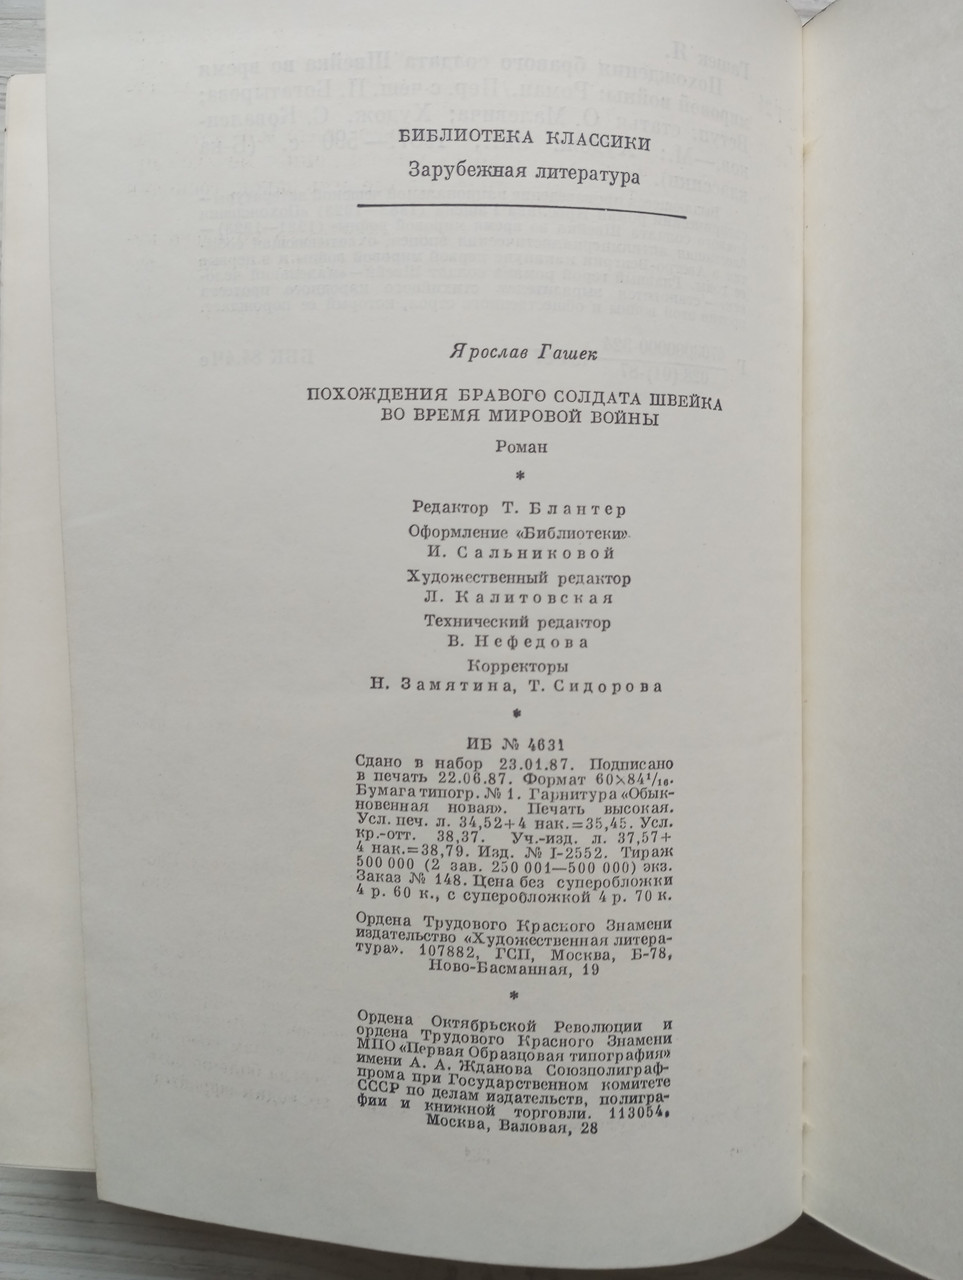 БИБЛИОТЕКА КЛАССИКИ
Зарубежная литература
Ярослав Гашек
ПОХОЖДЕНИЯ БРАВОГО СОЛДАТА ШВЕЙКА
ВО ВРЕМЯ МИРОВОЙ ВОЙНЫ
Роман
*
Редактор Т. Блантер
Оформление «Библиотеки»
И. Сальниковой
Художественный редактор
Л. Калитовская
Технический редактор
В. Нефедова
Корректоры
Н. Замятина, Т. Сидорова
*
ИБ № 4631
Сдано в набор 23.01.87. Подписано
в печать 22.06.87. Формат 60×84¹/₁₆.
Бумага типогр. № 1. Гарнитура «Обык-
новенная новая». Печать высокая.
Усл. печ. л. 34,52+4 нак.=35,45. Усл.
кр.-отт. 38,37. Уч.-изд. л. 37,57+
4 нак.=38,79. Изд. № I-2552. Тираж
500 000 (2 зав. 250 001—500 000) экз.
Заказ № 148. Цена без суперобложки
4 р. 60 к., с суперобложкой 4 р. 70 к.
Ордена Трудового Красного Знамени
издательство «Художественная литера-
тура». 107882, ГСП, Москва, Б-78,
Ново-Басманная, 19
*
Ордена Октябрьской Революции и
ордена Трудового Красного Знамени
МПО «Первая Образцовая типография»
имени А. А. Жданова Союзполиграф-
прома при Государственном комитете
СССР по делам издательств, полигра-
фии и книжной торговли. 113054,
Москва, Валовая, 28